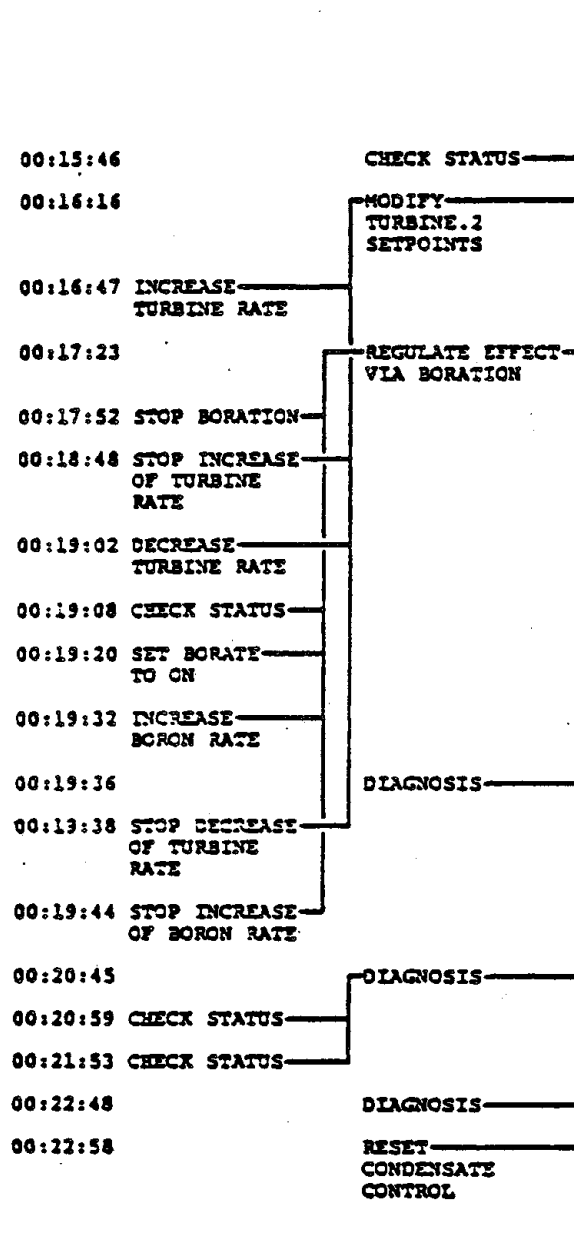 00:15:46 CHECK STATUS
00:16:16 MODIFY
TURBINE.2
SETPOINTS
00:16:47 INCREASE
TURBINE RATE
00:17:23 REGULATE EFFECT
VIA BORATION
00:17:52 STOP BORATION
00:18:48 STOP INCREASE
OF TURBINE
RATE
00:19:02 DECREASE
TURBINE RATE
00:19:08 CHECK STATUS
00:19:20 SET BORATE
TO ON
00:19:32 INCREASE
BORON RATE
00:19:36 DIAGNOSIS
00:19:38 STOP DECREASE
OF TURBINE
RATE
00:19:44 STOP INCREASE
OF BORON RATE
00:20:45 DIAGNOSIS
00:20:59 CHECK STATUS
00:21:53 CHECK STATUS
00:22:48 DIAGNOSIS
00:22:58 RESET
CONDENSATE
CONTROL